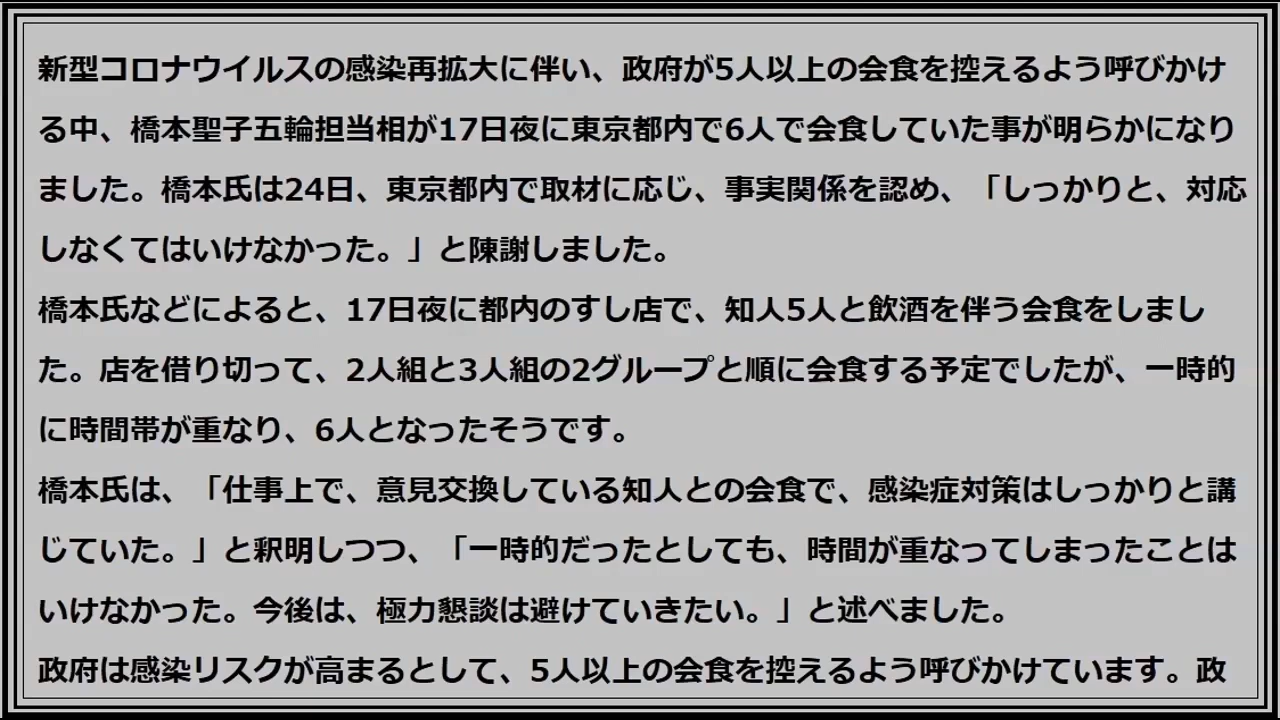 新型コロナウイルスの感染再拡大に伴い、政府が5人以上の会食を控えるよう呼びかけ
る中、橋本聖子五輪担当相が17日夜に東京都内で6人で会食していた事が明らかになり
ました。橋本氏は24日、東京都内で取材に応じ、事実関係を認め、「しっかりと、対応
しなくてはいけなかった。」と陳謝しました。
橋本氏などによると、17日夜に都内のすし店で、知人5人と飲酒を伴う会食をしまし
た。店を借り切って、2人組と3人組の2グループと順に会食する予定でしたが、一時的
に時間帯が重なり、6人となったそうです。
橋本氏は、「仕事上で、意見交換している知人との会食で、感染症対策はしっかりと講
じていた。」と釈明しつつ、「一時的だったとしても、時間が重なってしまったことは
いけなかった。今後は、極力懇談は避けていきたい。」と述べました。
政府は感染リスクが高まるとして、5人以上の会食を控えるよう呼びかけています。政